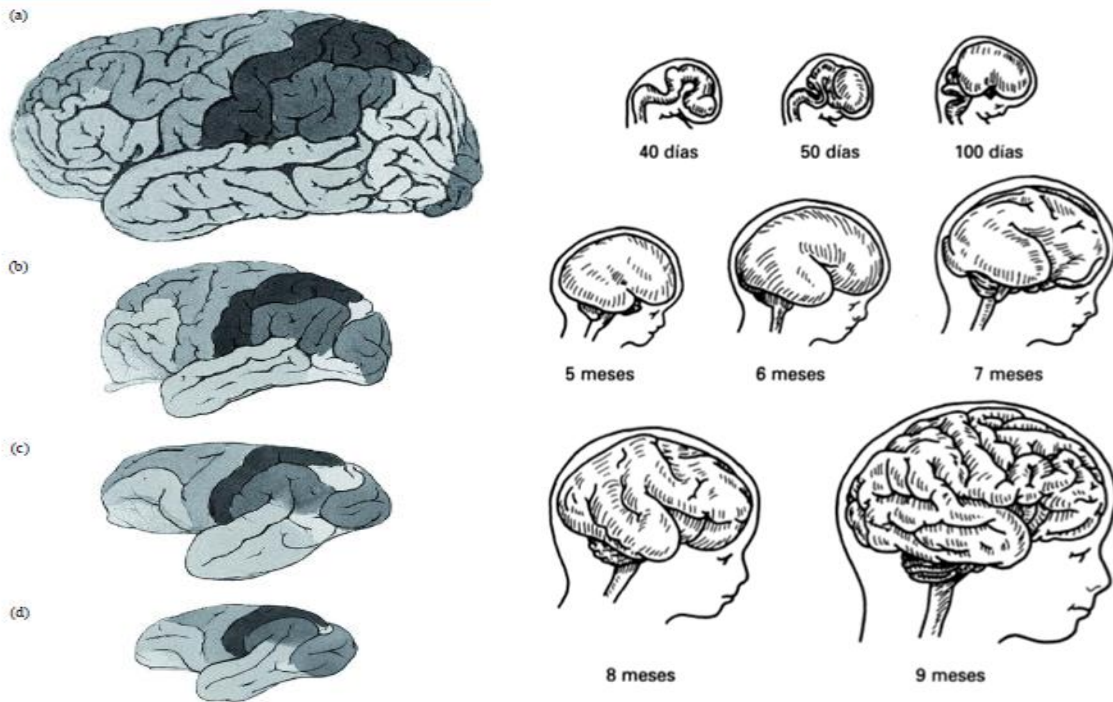 (a)
(b)
(c)
(d)
40 días
50 días
100 días
5 meses
6 meses
7 meses
8 meses
9 meses